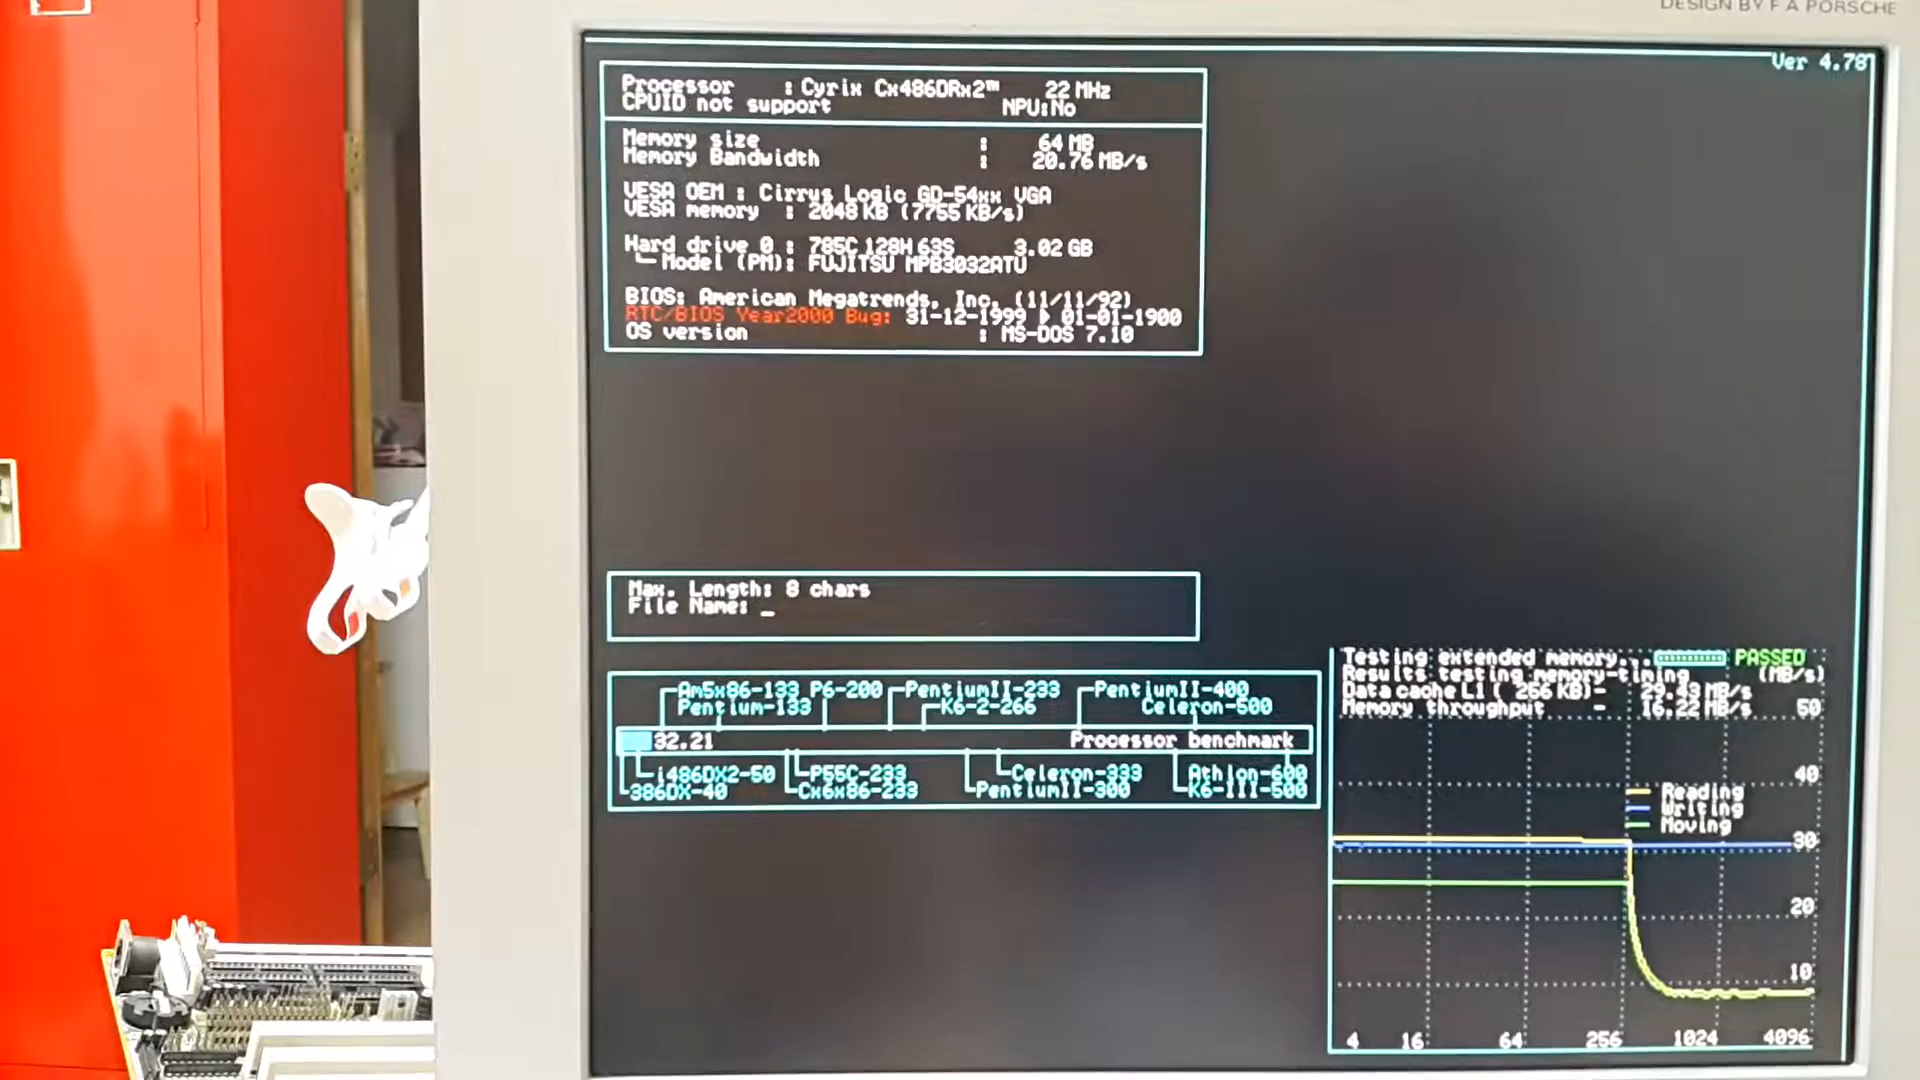 DESIGN BY F A PORSCHE
Ver 4.78
Processor : Cyrix Cx486DRx2™ 22 MHz
CPUID not support NPU:No
Memory size : 64 MB
Memory Bandwidth : 20.76 MB/s
VESA OEM : Cirrus Logic GD-54xx VGA
VESA memory : 2048 KB (7755 KB/s)
Hard drive 0 : 785C 128H 63S 3.02 GB
Model (PM): FUJITSU MPB3032ATU
BIOS: American Megatrends, Inc. (11/11/92)
RTC/BIOS Year2000 Bug: 31-12-1999 ▶ 01-01-1900
OS version : MS-DOS 7.10
Max. Length: 8 chars
File Name: _
Am5x86-133 P6-200 PentiumII-233 PentiumII-400
Pentium-133 K6-2-266 Celeron-500
32.21 Processor benchmark
i486DX2-50 P55C-233 Celeron-333 Athlon-600
386DX-40 Cx6x86-233 PentiumII-300 K6-III-500
Testing extended memory... PASSED
Results testing memory-timing (MB/s)
Data cache L1 ( 256 KB)- 29.43 MB/s
Memory throughput - 16.22 MB/s 50
40
Reading
Writing
Moving
30
20
10
4 16 64 256 1024 4096